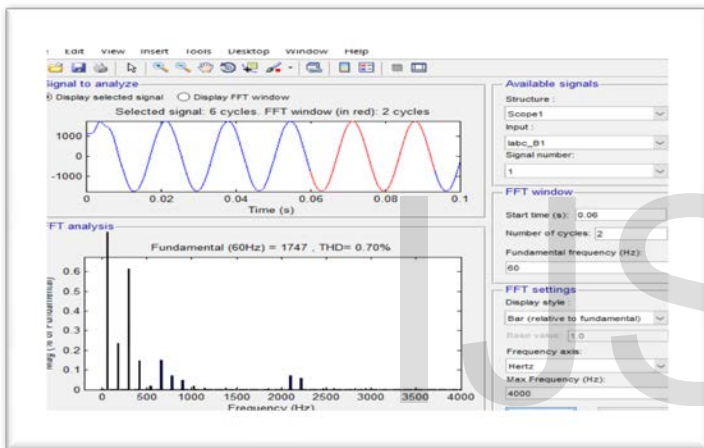 Edit View Insert Tools Desktop Window Help
Signal to analyze
Display selected signal Display FFT window
Selected signal: 6 cycles. FFT window (in red): 2 cycles
1000
0
-1000
0 0.02 0.04 0.06 0.08 0.1
Time (s)
FFT analysis
Fundamental (60Hz) = 1747 , THD= 0.70%
0.6
0.5
0.4
0.3
0.2
0.1
0
Mag (% of Fundamental)
0 500 1000 1500 2000 2500 3000 3500 4000
Frequency (Hz)
Available signals
Structure :
Scope1
Input :
Iabc_B1
Signal number:
1
FFT window
Start time (s): 0.06
Number of cycles: 2
Fundamental frequency (Hz):
60
FFT settings
Display style :
Bar (relative to fundamental)
Base value: 1.0
Frequency axis:
Hertz
Max Frequency (Hz):
4000
IJS